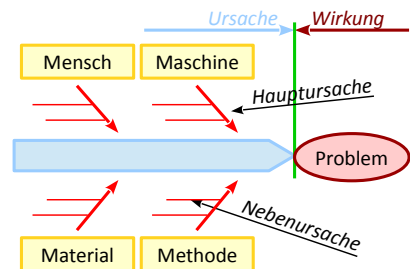 Ursache Wirkung
Mensch Maschine
Hauptursache
Problem
Nebenursache
Material Methode